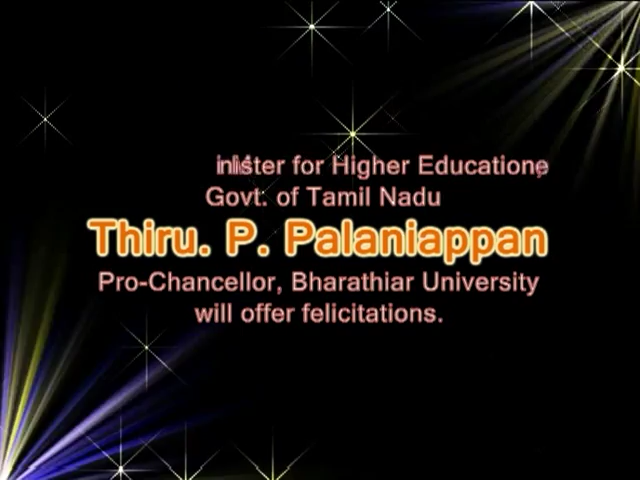 for Higher Education,
Govt. of Tamil Nadu
Thiru. P. Palaniappan
Pro-Chancellor, Bharathiar University
will offer felicitations.